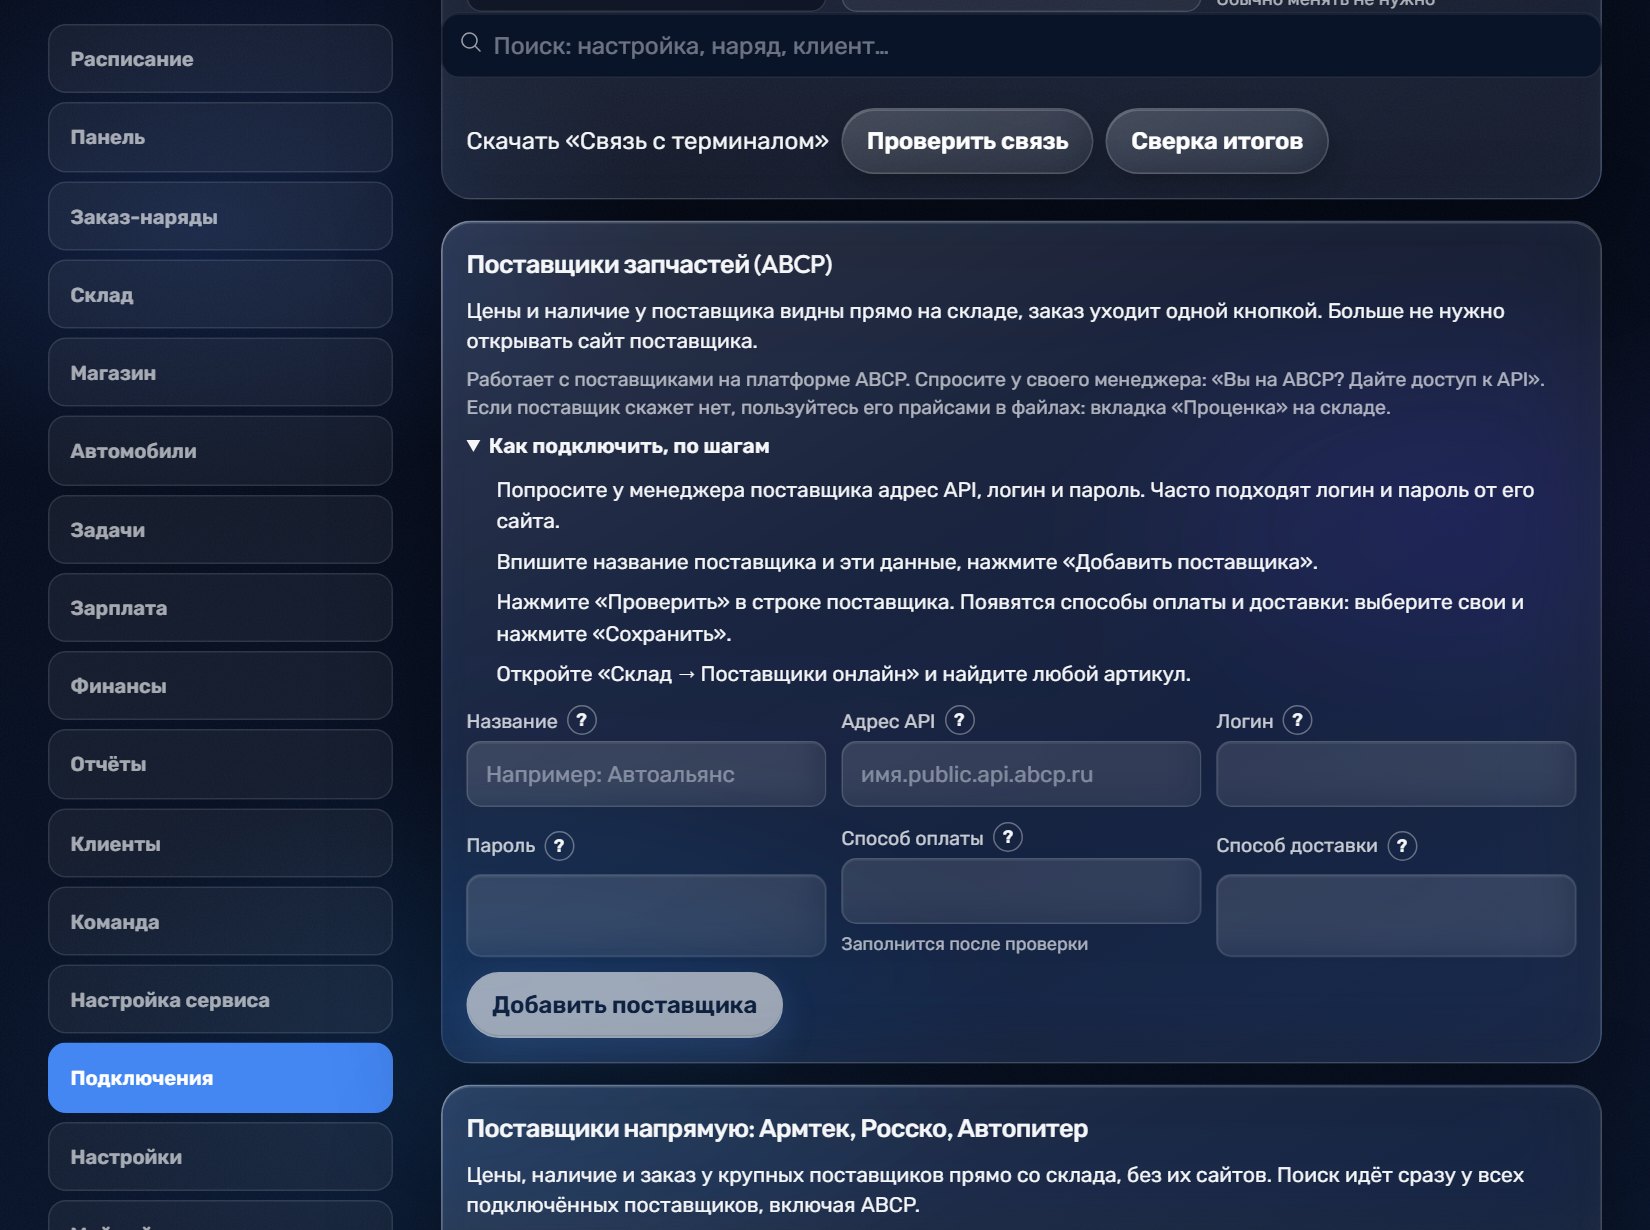 Обычно менять не нужно
Поиск: настройка, наряд, клиент…
Скачать «Связь с терминалом»
Проверить связь
Сверка итогов
Расписание
Панель
Заказ-наряды
Склад
Магазин
Автомобили
Задачи
Зарплата
Финансы
Отчёты
Клиенты
Команда
Настройка сервиса
Подключения
Настройки
Поставщики запчастей (ABCP)
Цены и наличие у поставщика видны прямо на складе, заказ уходит одной кнопкой. Больше не нужно
открывать сайт поставщика.
Работает с поставщиками на платформе ABCP. Спросите у своего менеджера: «Вы на ABCP? Дайте доступ к API».
Если поставщик скажет нет, пользуйтесь его прайсами в файлах: вкладка «Проценка» на складе.
▼ Как подключить, по шагам
Попросите у менеджера поставщика адрес API, логин и пароль. Часто подходят логин и пароль от его
сайта.
Впишите название поставщика и эти данные, нажмите «Добавить поставщика».
Нажмите «Проверить» в строке поставщика. Появятся способы оплаты и доставки: выберите свои и
нажмите «Сохранить».
Откройте «Склад → Поставщики онлайн» и найдите любой артикул.
Название ?
Адрес API ?
Логин ?
Например: Автоальянс
имя.public.api.abcp.ru
Пароль ?
Способ оплаты ?
Способ доставки ?
Заполнится после проверки
Добавить поставщика
Поставщики напрямую: Армтек, Росско, Автопитер
Цены, наличие и заказ у крупных поставщиков прямо со склада, без их сайтов. Поиск идёт сразу у всех
подключённых поставщиков, включая ABCP.